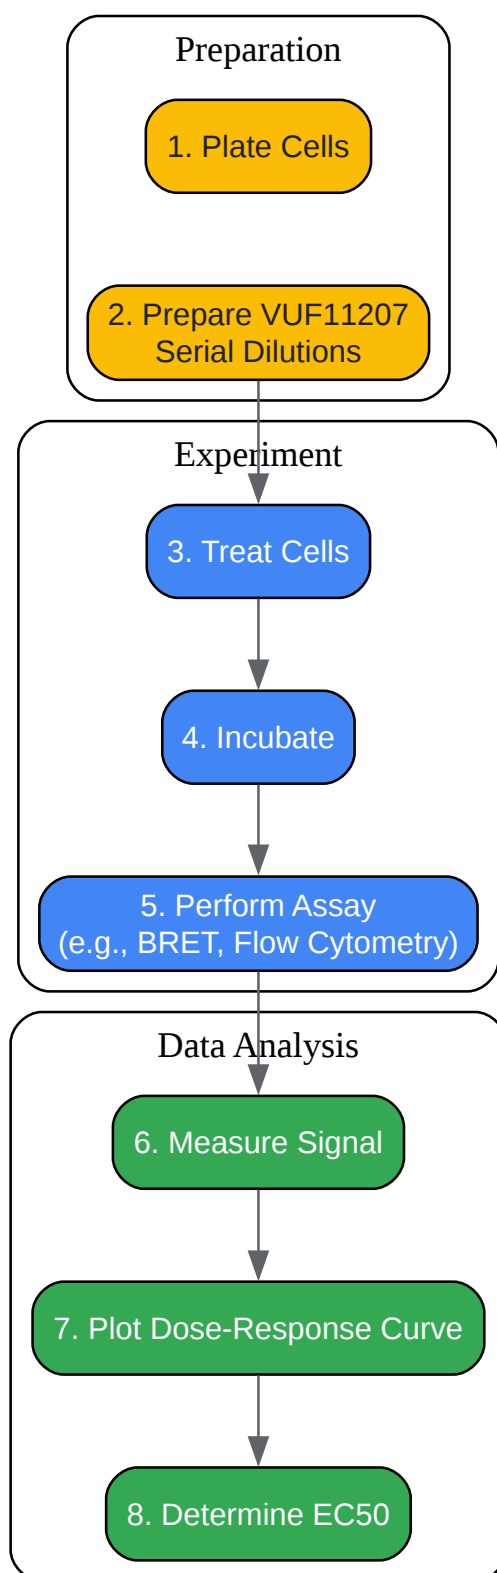 Preparation
1. Plate Cells
2. Prepare VUF11207
Serial Dilutions
Experiment
3. Treat Cells
4. Incubate
5. Perform Assay
(e.g., BRET, Flow Cytometry)
Data Analysis
6. Measure Signal
7. Plot Dose-Response Curve
8. Determine EC50